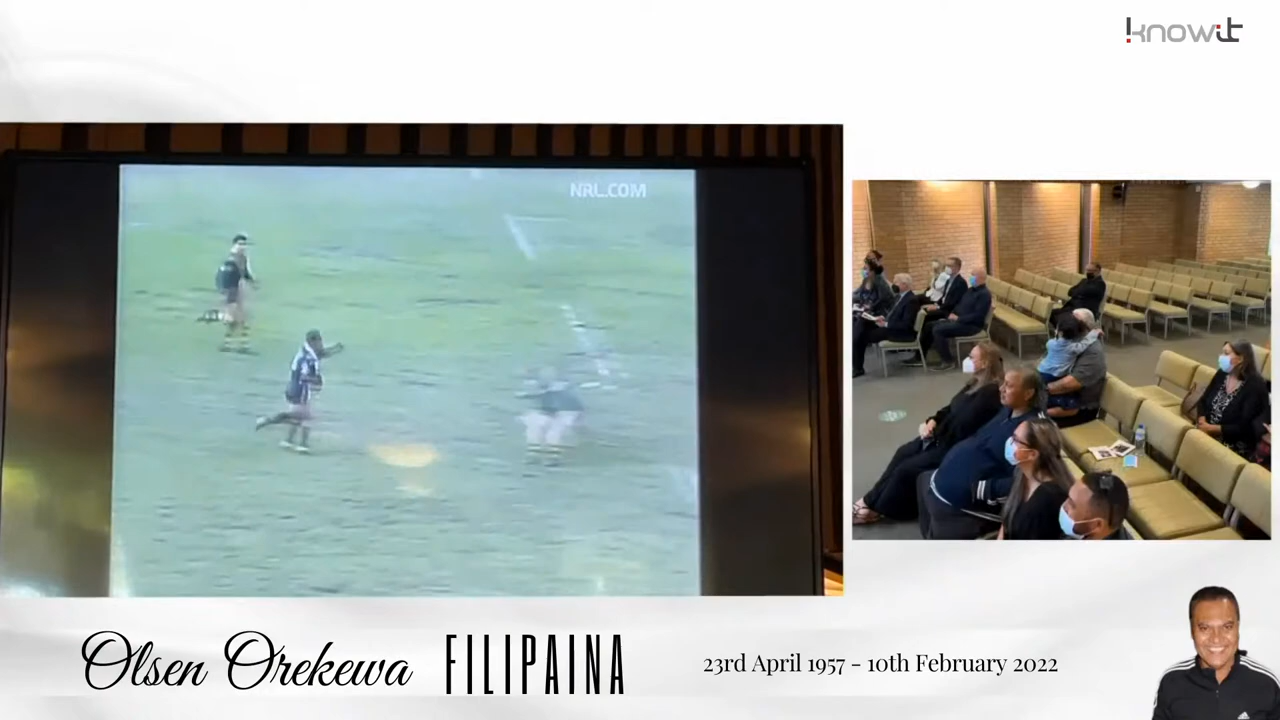 !knowit
NRL.COM
Olsen Orekewa FILIPAINA
23rd April 1957 - 10th February 2022